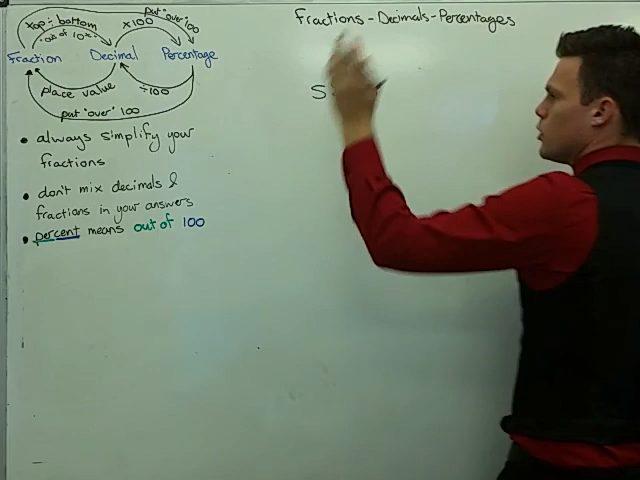 Fractions - Decimals - Percentages
put "over" 100
top ÷ bottom
x100
"out of 10's"
Fraction
Decimal
Percentage
place value
÷100
put "over" 100
• always simplify your
fractions
• don't mix decimals &
fractions in your answers
• percent means out of 100